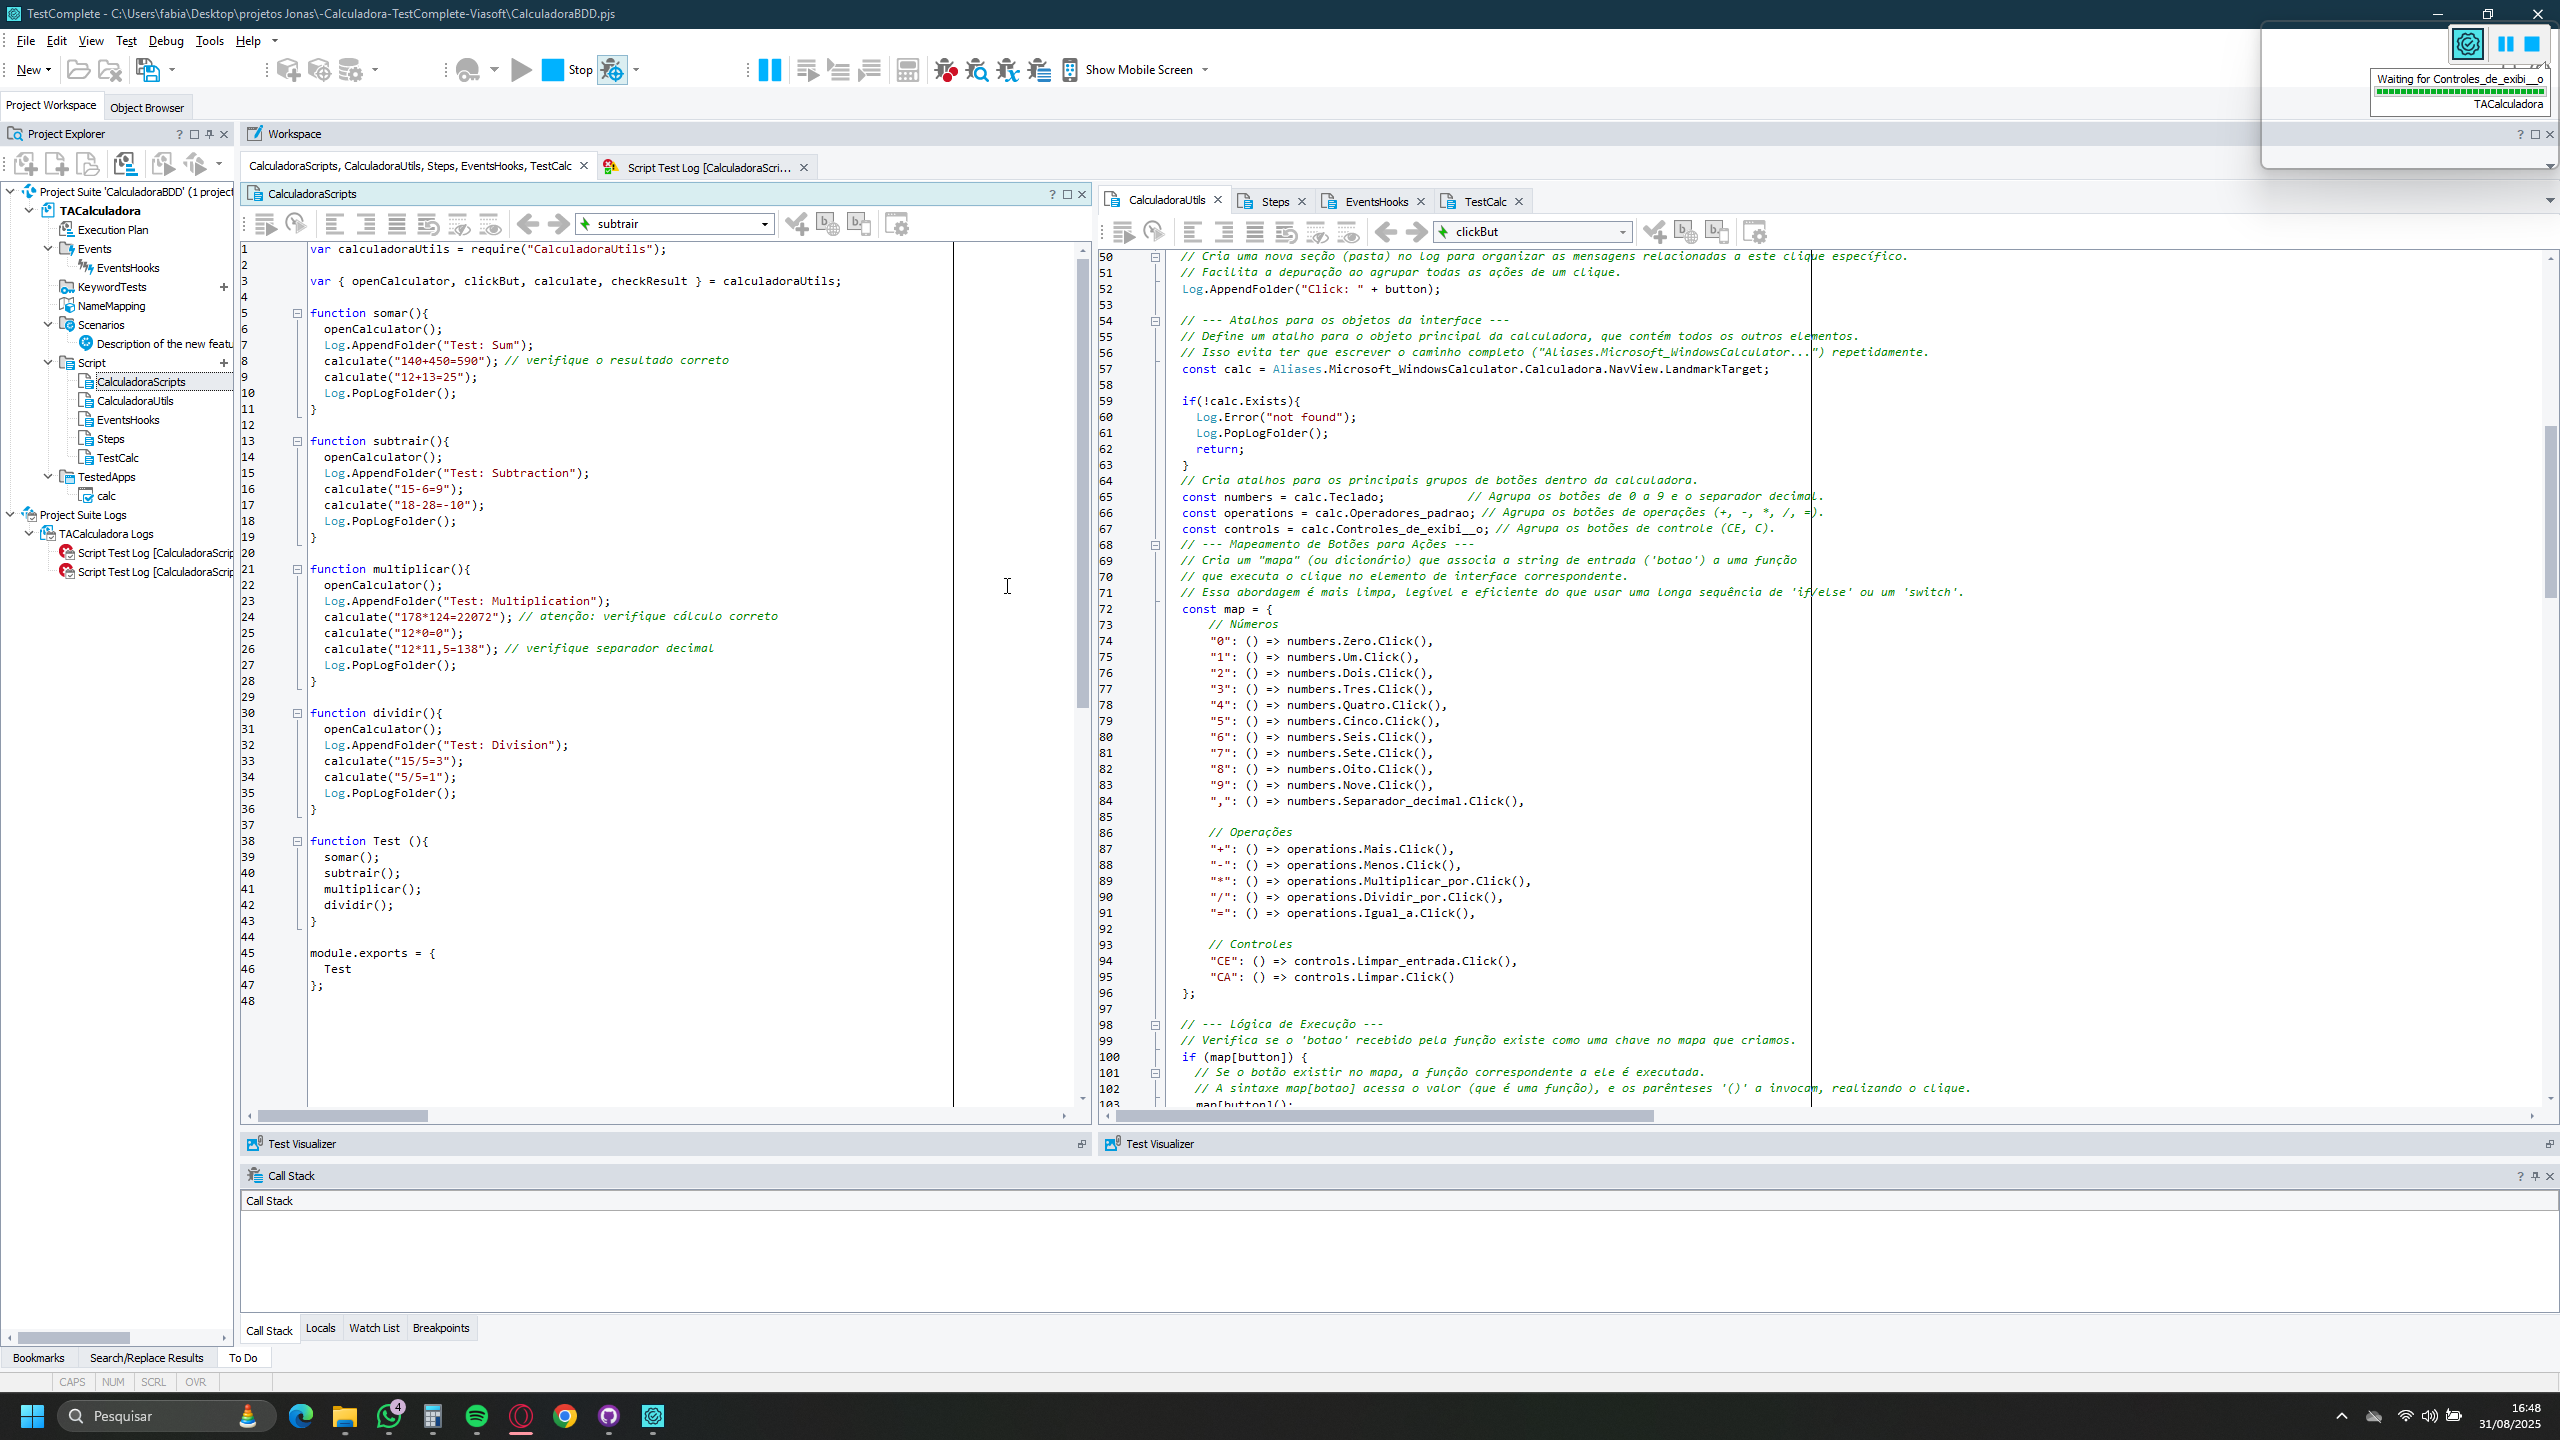 TestComplete - C:\Users\fabia\Desktop\projetos Jonas\-Calculadora-TestComplete-Viasoft\CalculadoraBDD.pjs
File Edit View Test Debug Tools Help
New
Stop
Show Mobile Screen
Waiting for Controles_de_exibi__o
TACalculadora
Project Workspace
Object Browser
Project Explorer
Project Suite 'CalculadoraBDD' (1 project
TACalculadora
Execution Plan
Events
EventsHooks
KeywordTests
NameMapping
Scenarios
Description of the new featu
Script
CalculadoraScripts
CalculadoraUtils
EventsHooks
Steps
TestCalc
TestedApps
calc
Project Suite Logs
TACalculadora Logs
Script Test Log [CalculadoraScrip
Script Test Log [CalculadoraScrip
Workspace
CalculadoraScripts, CalculadoraUtils, Steps, EventsHooks, TestCalc
Script Test Log [CalculadoraScri...
CalculadoraScripts
subtrair
1 var calculadoraUtils = require("CalculadoraUtils");
2
3 var { openCalculator, clickBut, calculate, checkResult } = calculadoraUtils;
4
5 function somar(){
6 openCalculator();
7 Log.AppendFolder("Test: Sum");
8 calculate("140+450=590"); // verifique o resultado correto
9 calculate("12+13=25");
10 Log.PopLogFolder();
11 }
12
13 function subtrair(){
14 openCalculator();
15 Log.AppendFolder("Test: Subtraction");
16 calculate("15-6=9");
17 calculate("18-28=-10");
18 Log.PopLogFolder();
19 }
20
21 function multiplicar(){
22 openCalculator();
23 Log.AppendFolder("Test: Multiplication");
24 calculate("178*124=22072"); // atenção: verifique cálculo correto
25 calculate("12*0=0");
26 calculate("12*11,5=138"); // verifique separador decimal
27 Log.PopLogFolder();
28 }
29
30 function dividir(){
31 openCalculator();
32 Log.AppendFolder("Test: Division");
33 calculate("15/5=3");
34 calculate("5/5=1");
35 Log.PopLogFolder();
36 }
37
38 function Test (){
39 somar();
40 subtrair();
41 multiplicar();
42 dividir();
43 }
44
45 module.exports = {
46 Test
47 };
48
CalculadoraUtils
Steps
EventsHooks
TestCalc
clickBut
50 // Cria uma nova seção (pasta) no log para organizar as mensagens relacionadas a este clique específico.
51 // Facilita a depuração ao agrupar todas as ações de um clique.
52 Log.AppendFolder("Click: " + button);
53
54 // --- Atalhos para os objetos da interface ---
55 // Define um atalho para o objeto principal da calculadora, que contém todos os outros elementos.
56 // Isso evita ter que escrever o caminho completo ("Aliases.Microsoft_WindowsCalculator...") repetidamente.
57 const calc = Aliases.Microsoft_WindowsCalculator.Calculadora.NavView.LandmarkTarget;
58
59 if(!calc.Exists){
60 Log.Error("not found");
61 Log.PopLogFolder();
62 return;
63 }
64 // Cria atalhos para os principais grupos de botões dentro da calculadora.
65 const numbers = calc.Teclado; // Agrupa os botões de 0 a 9 e o separador decimal.
66 const operations = calc.Operadores_padrao; // Agrupa os botões de operações (+, -, *, /, =).
67 const controls = calc.Controles_de_exibi__o; // Agrupa os botões de controle (CE, C).
68 // --- Mapeamento de Botões para Ações ---
69 // Cria um "mapa" (ou dicionário) que associa a string de entrada ('botao') a uma função
70 // que executa o clique no elemento de interface correspondente.
71 // Essa abordagem é mais limpa, legível e eficiente do que usar uma longa sequência de 'if/else' ou um 'switch'.
72 const map = {
73 // Números
74 "0": () => numbers.Zero.Click(),
75 "1": () => numbers.Um.Click(),
76 "2": () => numbers.Dois.Click(),
77 "3": () => numbers.Tres.Click(),
78 "4": () => numbers.Quatro.Click(),
79 "5": () => numbers.Cinco.Click(),
80 "6": () => numbers.Seis.Click(),
81 "7": () => numbers.Sete.Click(),
82 "8": () => numbers.Oito.Click(),
83 "9": () => numbers.Nove.Click(),
84 ",": () => numbers.Separador_decimal.Click(),
85
86 // Operações
87 "+": () => operations.Mais.Click(),
88 "-": () => operations.Menos.Click(),
89 "*": () => operations.Multiplicar_por.Click(),
90 "/": () => operations.Dividir_por.Click(),
91 "=": () => operations.Igual_a.Click(),
92
93 // Controles
94 "CE": () => controls.Limpar_entrada.Click(),
95 "CA": () => controls.Limpar.Click()
96 };
97
98 // --- Lógica de Execução ---
99 // Verifica se o 'botao' recebido pela função existe como uma chave no mapa que criamos.
100 if (map[button]) {
101 // Se o botão existir no mapa, a função correspondente a ele é executada.
102 // A sintaxe map[botao] acessa o valor (que é uma função), e os parênteses '()' a invocam, realizando o clique.
103 map[button]();
Test Visualizer
Test Visualizer
Call Stack
Call Stack
Call Stack Locals Watch List Breakpoints
Bookmarks Search/Replace Results To Do
CAPS NUM SCRL OVR
Pesquisar
4
16:48
31/08/2025